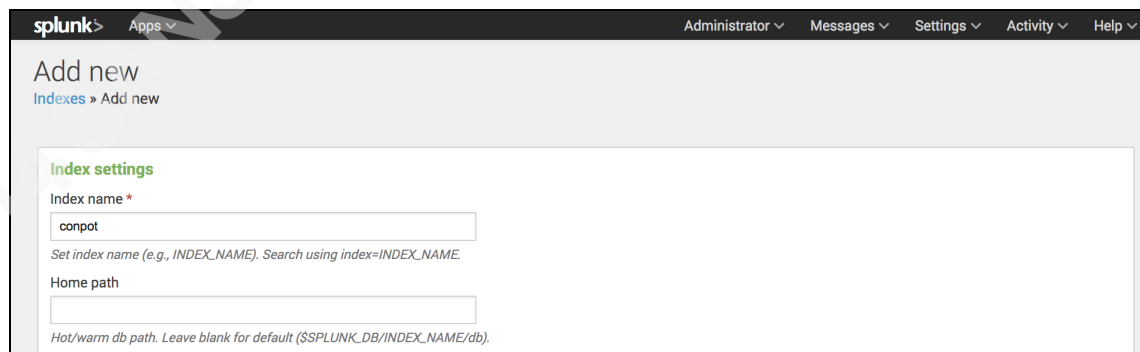 splunk> Apps Administrator Messages Settings Activity Help
Add new
Indexes » Add new
Index settings
Index name *
conpot
Set index name (e.g., INDEX_NAME). Search using index=INDEX_NAME.
Home path
Hot/warm db path. Leave blank for default ($SPLUNK_DB/INDEX_NAME/db).